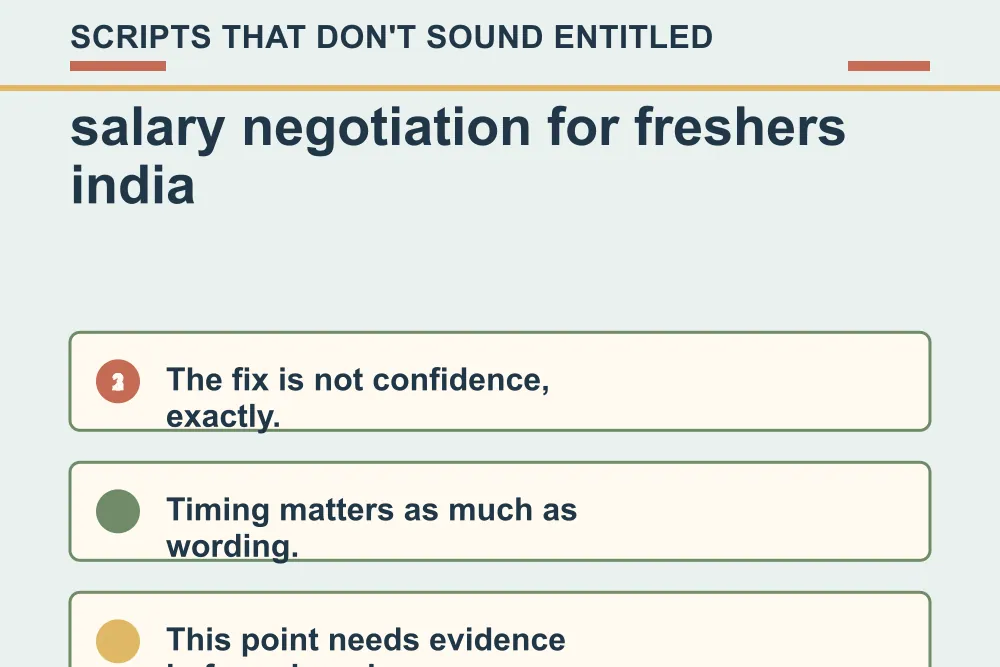 SCRIPTS THAT DON'T SOUND ENTITLED
salary negotiation for freshers
india
The fix is not confidence,
exactly.
Timing matters as much as
wording.
This point needs evidence